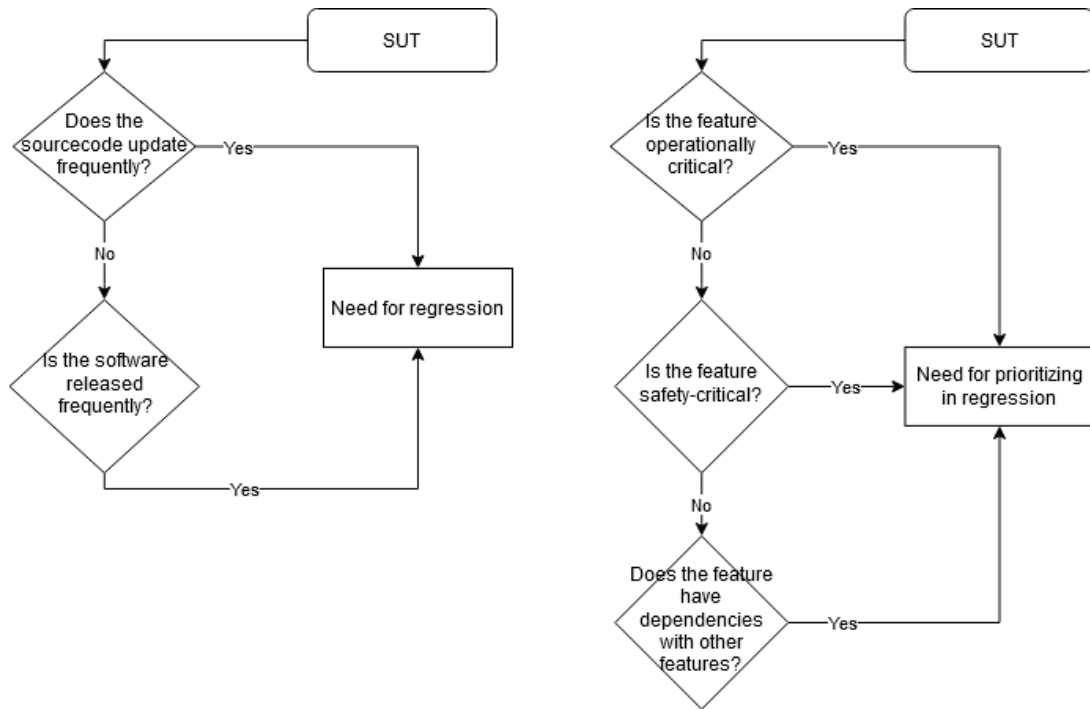 SUT
Does the
sourcecode update
frequently?
Yes
No
Need for regression
Is the software
released
frequently?
Yes
SUT
Is the feature
operationally
critical?
Yes
No
Is the feature
safety-critical?
Yes
Need for prioritizing
in regression
No
Does the feature
have
dependencies
with other
features?
Yes